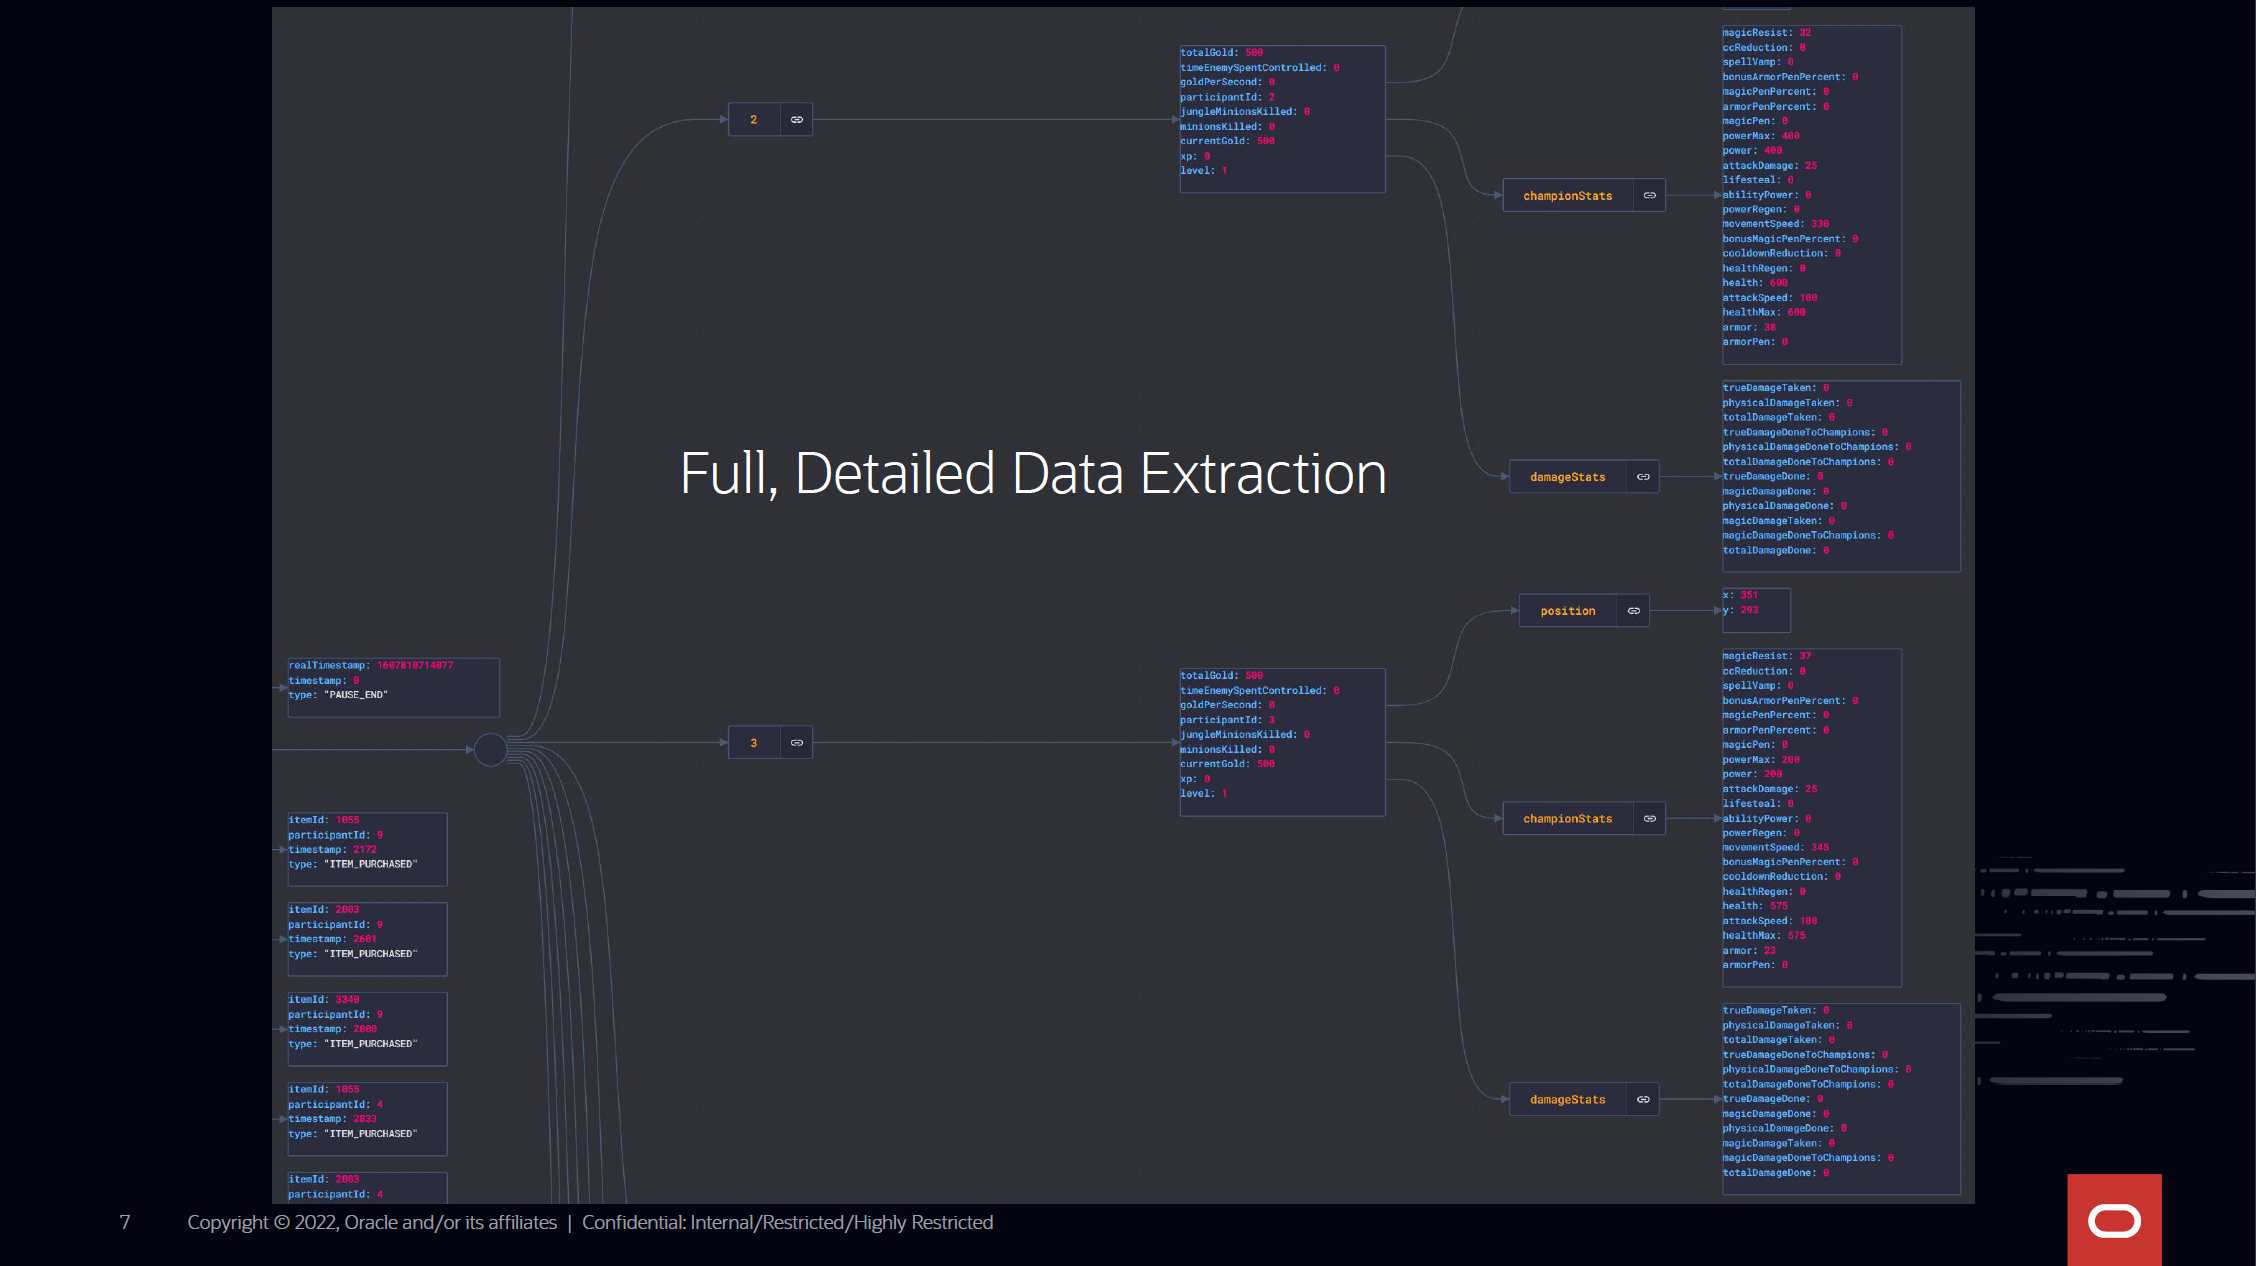 2
totalGold: 500
timeEnemySpentControlled: 0
goldPerSecond: 0
participantId: 2
jungleMinionsKilled: 0
minionsKilled: 0
currentGold: 500
xp: 0
level: 1
championStats
magicResist: 32
ccReduction: 0
spellVamp: 0
bonusArmorPenPercent: 0
magicPenPercent: 0
armorPenPercent: 0
magicPen: 0
powerMax: 400
power: 400
attackDamage: 25
lifesteal: 0
abilityPower: 0
powerRegen: 0
movementSpeed: 330
bonusMagicPenPercent: 0
cooldownReduction: 0
healthRegen: 0
health: 600
attackSpeed: 100
healthMax: 600
armor: 38
armorPen: 0
Full, Detailed Data Extraction
damageStats
trueDamageTaken: 0
physicalDamageTaken: 0
totalDamageTaken: 0
trueDamageDoneToChampions: 0
physicalDamageDoneToChampions: 0
totalDamageDoneToChampions: 0
trueDamageDone: 0
magicDamageDone: 0
physicalDamageDone: 0
magicDamageTaken: 0
magicDamageDoneToChampions: 0
totalDamageDone: 0
position
x: 351
y: 293
realTimestamp: 1607810714077
timestamp: 0
type: "PAUSE_END"
3
totalGold: 500
timeEnemySpentControlled: 0
goldPerSecond: 0
participantId: 3
jungleMinionsKilled: 0
minionsKilled: 0
currentGold: 500
xp: 0
level: 1
championStats
magicResist: 37
ccReduction: 0
spellVamp: 0
bonusArmorPenPercent: 0
magicPenPercent: 0
armorPenPercent: 0
magicPen: 0
powerMax: 200
power: 200
attackDamage: 26
lifesteal: 0
abilityPower: 0
powerRegen: 0
movementSpeed: 345
bonusMagicPenPercent: 0
cooldownReduction: 0
healthRegen: 0
health: 575
attackSpeed: 100
healthMax: 575
armor: 23
armorPen: 0
itemId: 1055
participantId: 9
timestamp: 2172
type: "ITEM_PURCHASED"
itemId: 2003
participantId: 9
timestamp: 2601
type: "ITEM_PURCHASED"
itemId: 3340
participantId: 9
timestamp: 2800
type: "ITEM_PURCHASED"
itemId: 1055
participantId: 4
timestamp: 2833
type: "ITEM_PURCHASED"
itemId: 2003
participantId: 4
damageStats
trueDamageTaken: 0
physicalDamageTaken: 0
totalDamageTaken: 0
trueDamageDoneToChampions: 0
physicalDamageDoneToChampions: 0
totalDamageDoneToChampions: 0
trueDamageDone: 0
magicDamageDone: 0
physicalDamageDone: 0
magicDamageTaken: 0
magicDamageDoneToChampions: 0
totalDamageDone: 0
7 Copyright © 2022, Oracle and/or its affiliates | Confidential: Internal/Restricted/Highly Restricted